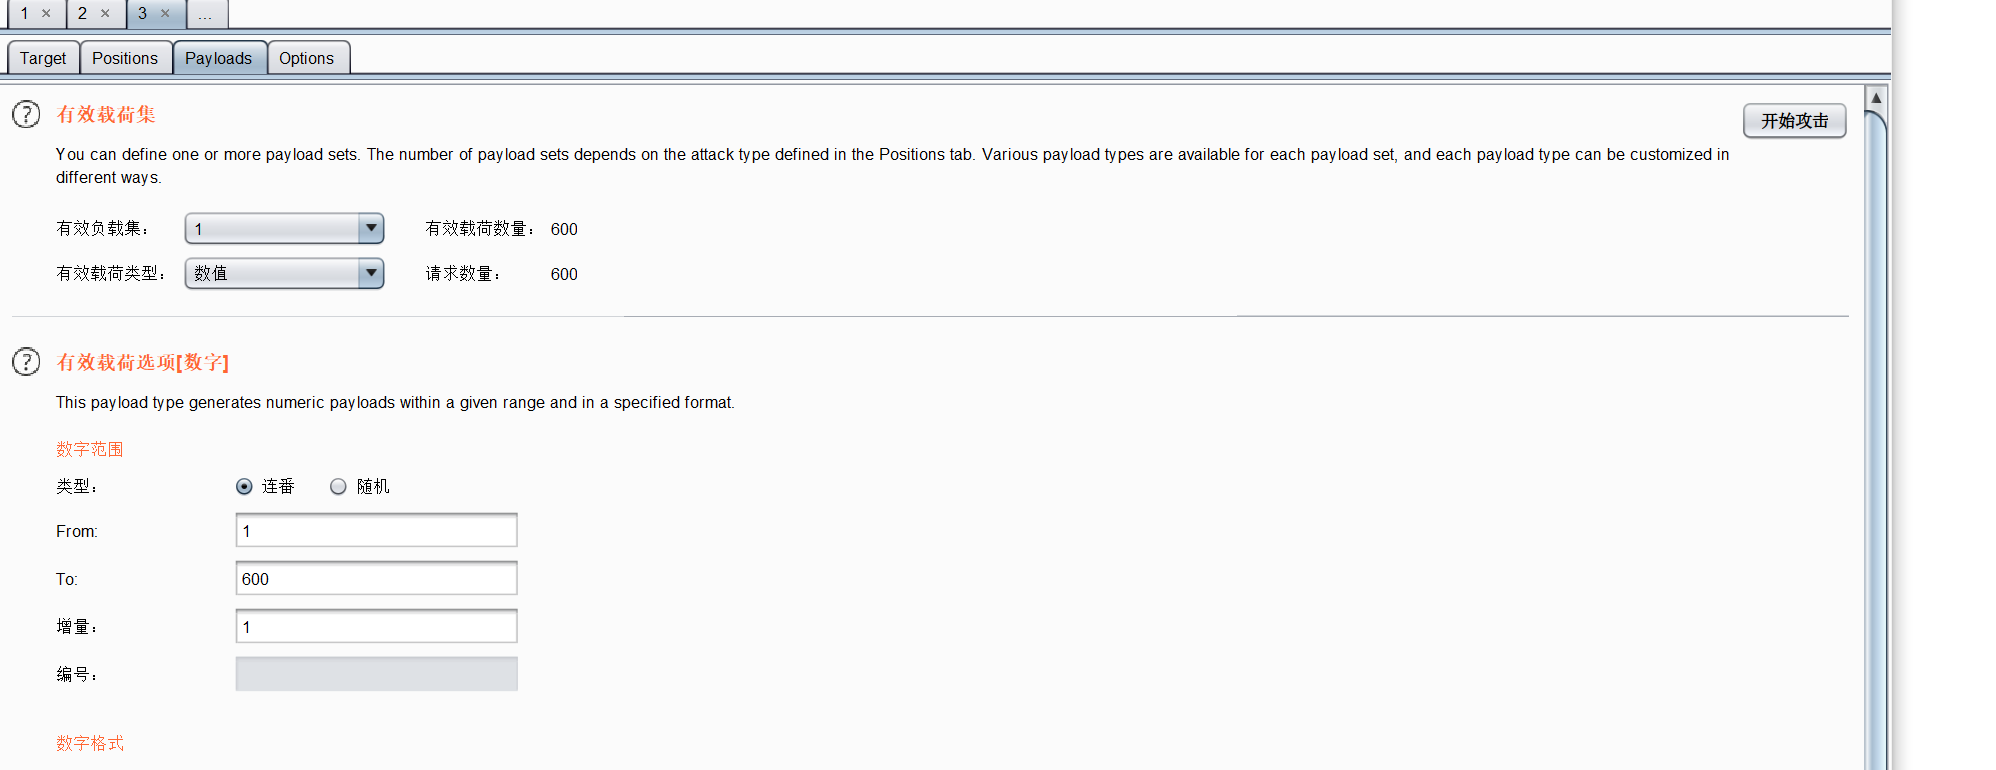 1 × 2 × 3 × ...
Target Positions Payloads Options
? 有效载荷集
开始攻击
You can define one or more payload sets. The number of payload sets depends on the attack type defined in the Positions tab. Various payload types are available for each payload set, and each payload type can be customized in
different ways.
有效负载集： 1 有效载荷数量： 600
有效载荷类型： 数值 请求数量： 600
? 有效载荷选项[数字]
This payload type generates numeric payloads within a given range and in a specified format.
数字范围
类型： 连番 随机
From: 1
To: 600
增量： 1
编号：
数字格式